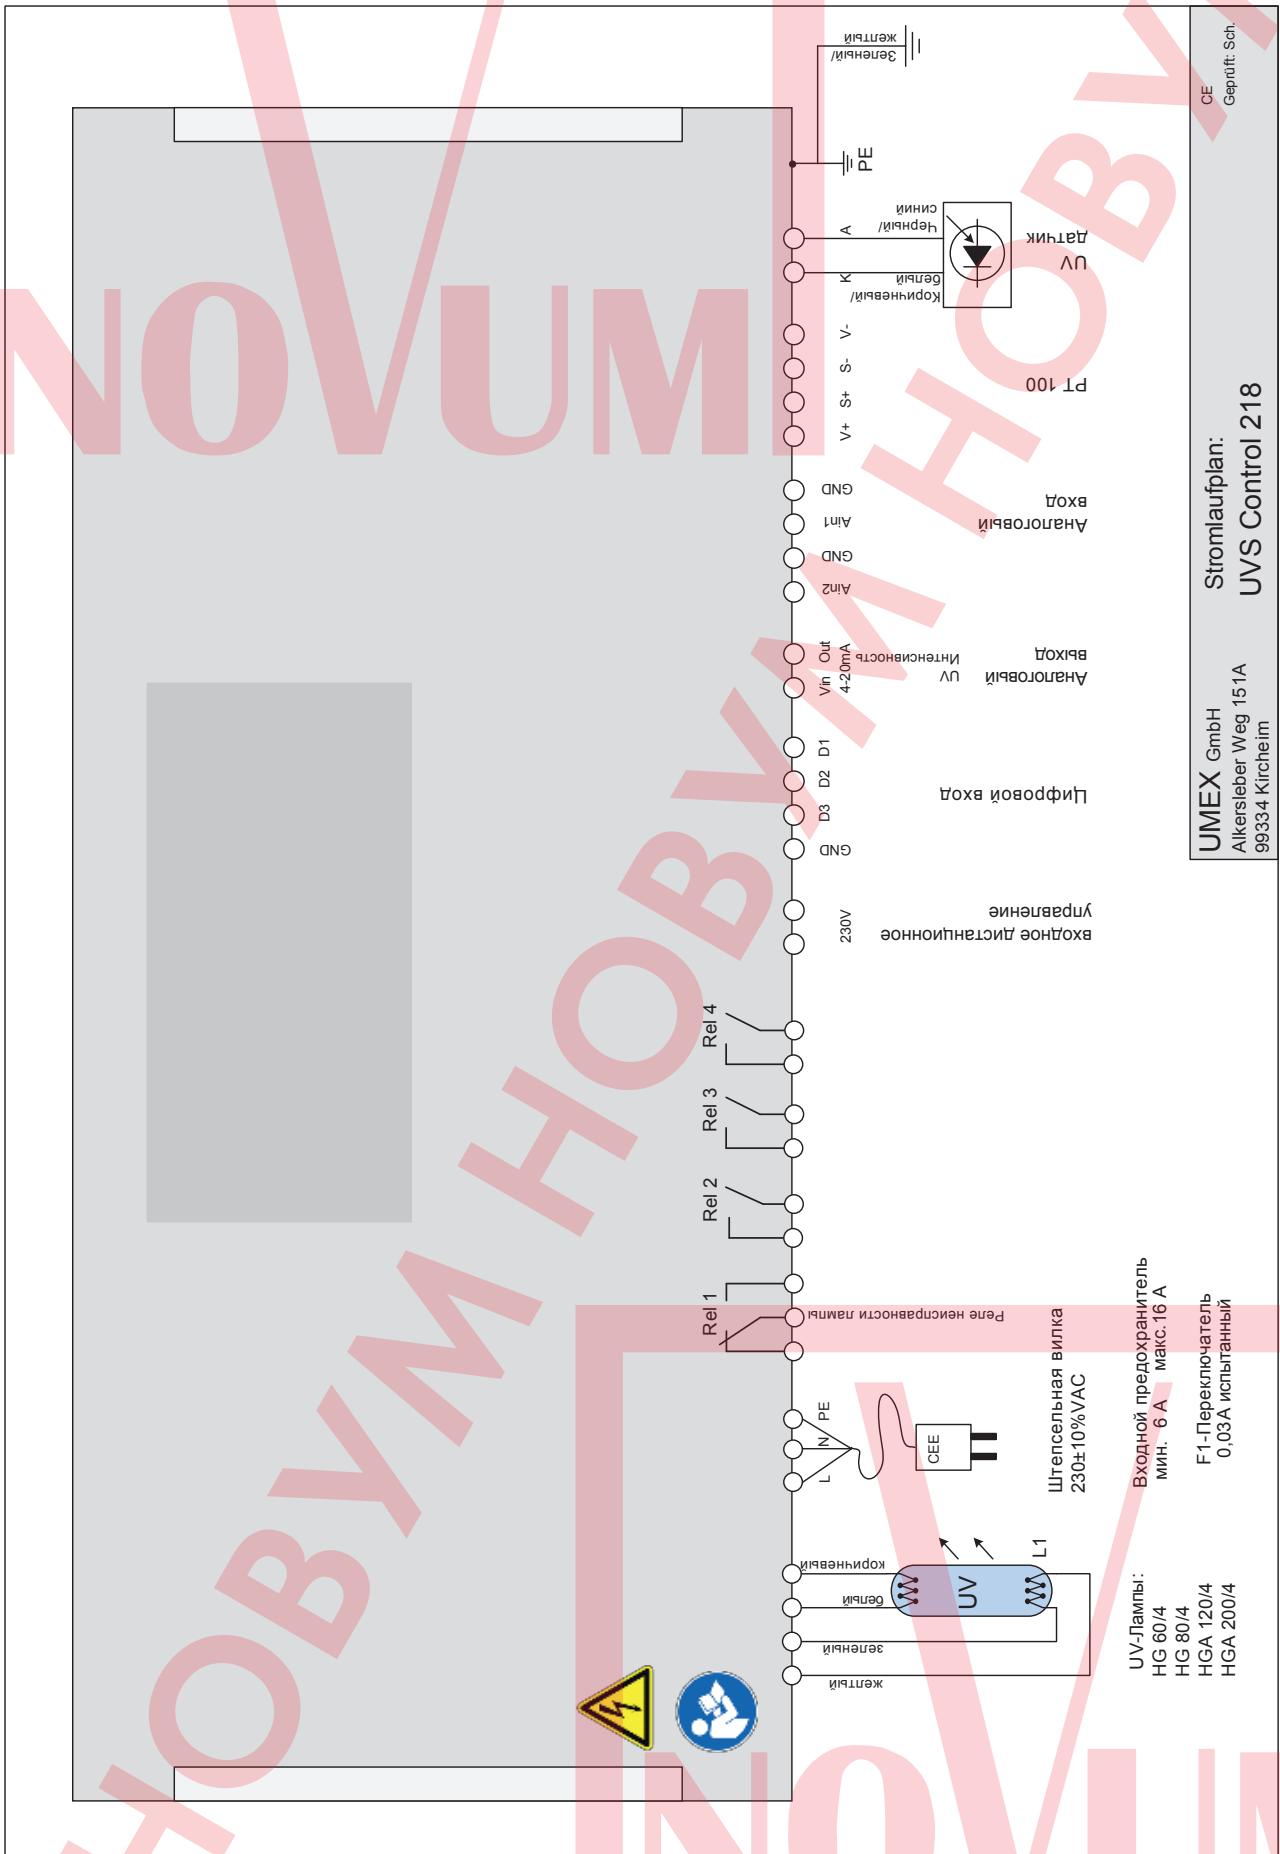 Rel 1
Rel 2
Rel 3
Rel 4
желтый
зеленый
белый
коричневый
L
N
PE
Реле неисправности лампы
230V
входное дистанционное
управление
GND
D3
D2
D1
Цифровой вход
Vin
Out
4-20mA
UV
Интенсивность
Аналоговый
выход
Ain2
GND
Ain1
GND
Аналоговый
вход
V+
S+
S-
V-
PT 100
K
A
Коричневый/
белый
Черный/
синий
UV
датчик
PE
Зеленый/
желтый
UV
L1
CEE
UV-Лампы:
HG 60/4
HG 80/4
HGA 120/4
HGA 200/4
Штепсельная вилка
230±10%VAC
Входной предохранитель
мин. 6 A макс.16 A
F1-Переключатель
0,03A испытанный
UMEX GmbH
Alkersleber Weg 151A
99334 Kircheim
Stromlaufplan:
UVS Control 218
CE
Geprüft: Sch.
NOVUM
НОВУМ
НОВУМ
NOVUM